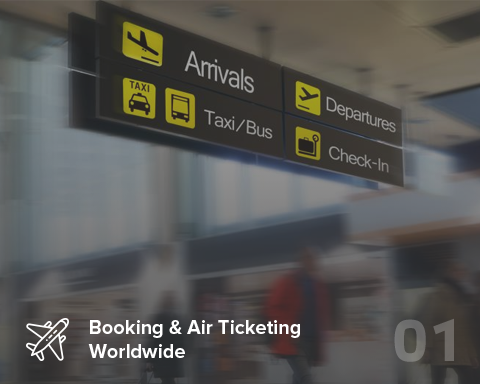 Arrivals
Departures
TAXI
Taxi/Bus
Check-In
Booking & Air Ticketing
Worldwide
01